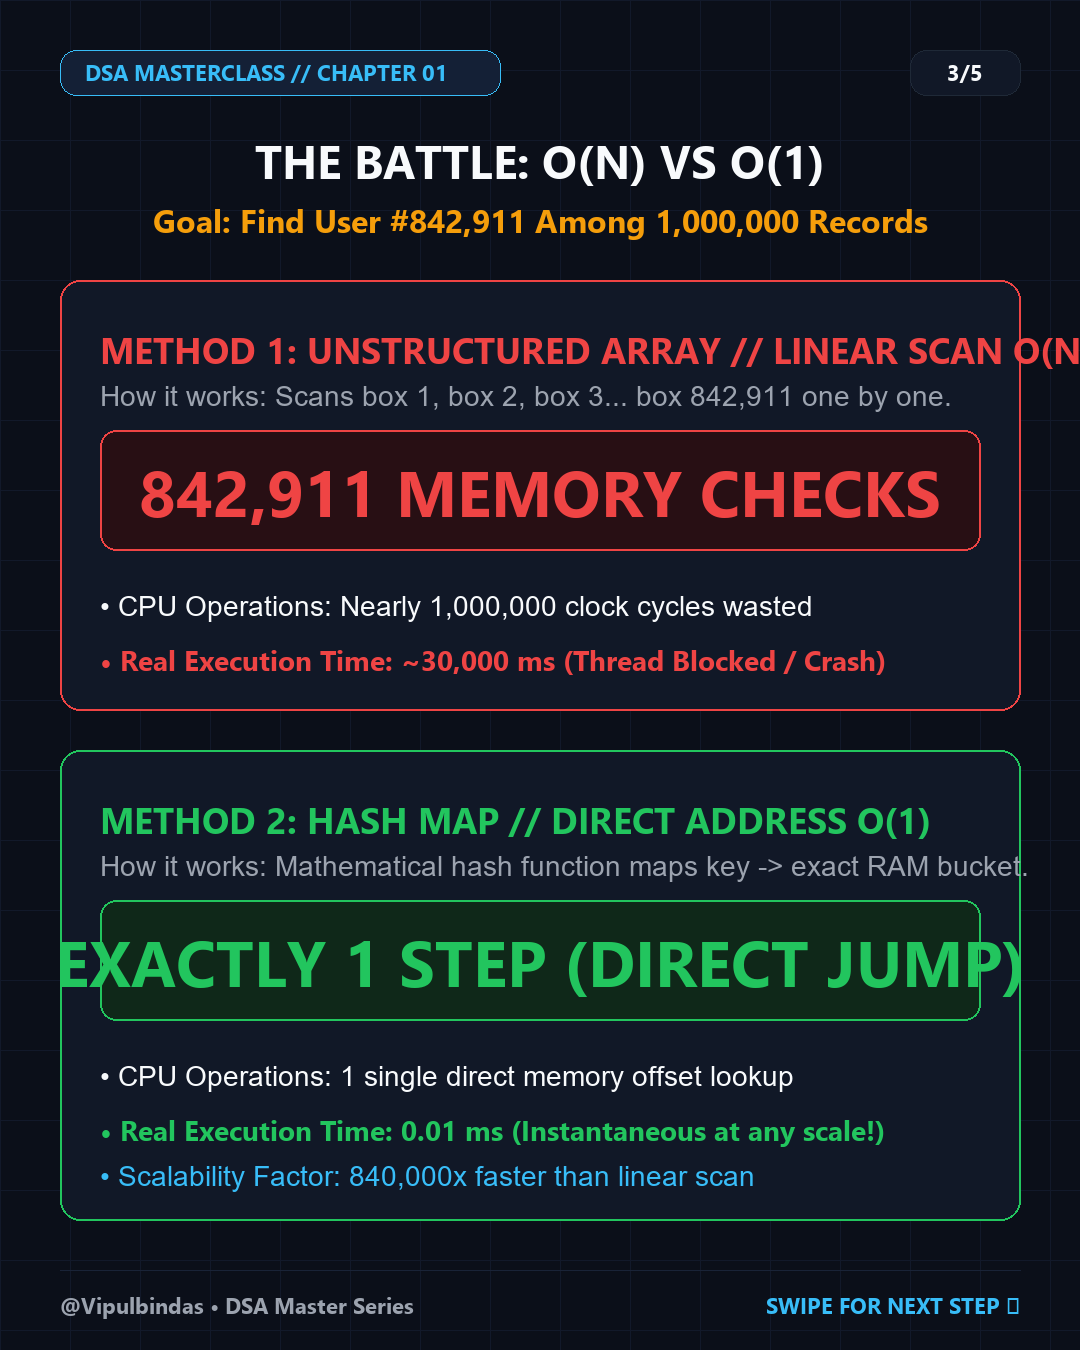 DSA MASTERCLASS // CHAPTER 01
3/5
THE BATTLE: O(N) VS O(1)
Goal: Find User #842,911 Among 1,000,000 Records
METHOD 1: UNSTRUCTURED ARRAY // LINEAR SCAN O(N
How it works: Scans box 1, box 2, box 3... box 842,911 one by one.
842,911 MEMORY CHECKS
• CPU Operations: Nearly 1,000,000 clock cycles wasted
• Real Execution Time: ~30,000 ms (Thread Blocked / Crash)
METHOD 2: HASH MAP // DIRECT ADDRESS O(1)
How it works: Mathematical hash function maps key -> exact RAM bucket.
EXACTLY 1 STEP (DIRECT JUMP)
• CPU Operations: 1 single direct memory offset lookup
• Real Execution Time: 0.01 ms (Instantaneous at any scale!)
• Scalability Factor: 840,000x faster than linear scan
@Vipulbindas • DSA Master Series
SWIPE FOR NEXT STEP